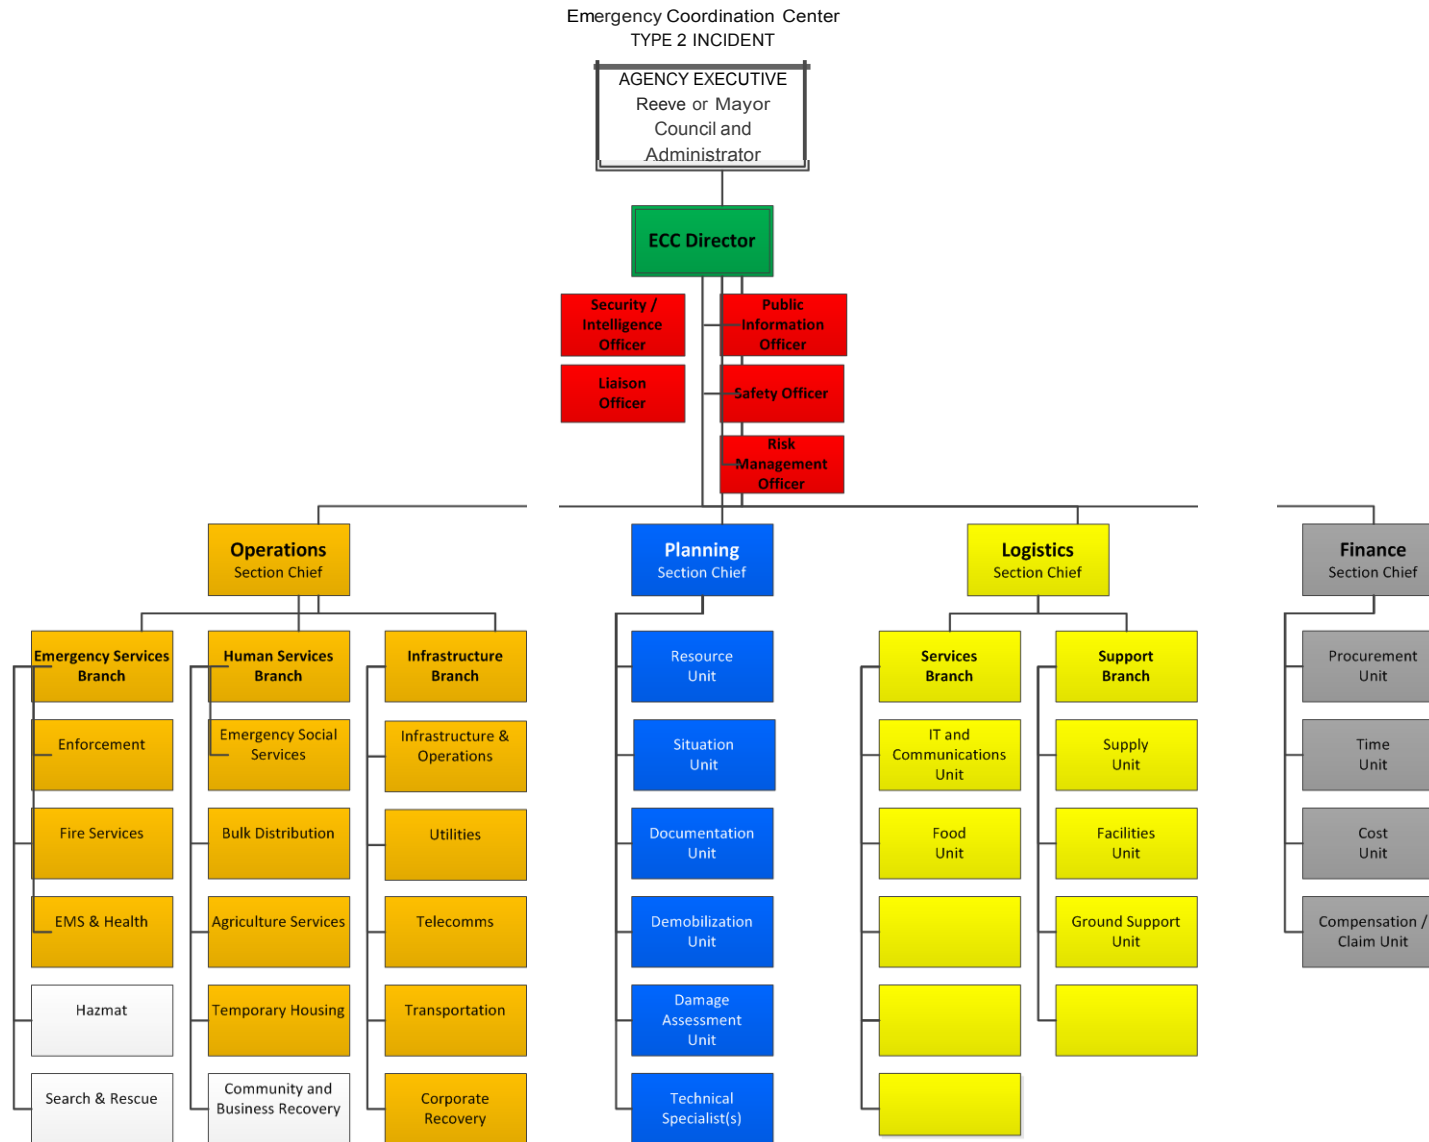 Emergency Coordination Center
TYPE 2 INCIDENT
AGENCY EXECUTIVE
Reeve or Mayor
Council and
Administrator
ECC Director
Security /
Intelligence
Officer
Public
Information
Officer
Liaison
Officer
Safety Officer
Risk
Management
Officer
Operations
Section Chief
Planning
Section Chief
Logistics
Section Chief
Finance
Section Chief
Emergency Services
Branch
Enforcement
Fire Services
EMS & Health
Hazmat
Search & Rescue
Human Services
Branch
Emergency Social
Services
Bulk Distribution
Agriculture Services
Temporary Housing
Community and
Business Recovery
Infrastructure
Branch
Infrastructure &
Operations
Utilities
Telecomms
Transportation
Corporate
Recovery
Resource
Unit
Situation
Unit
Documentation
Unit
Demobilization
Unit
Damage
Assessment
Unit
Technical
Specialist(s)
Services
Branch
IT and
Communications
Unit
Food
Unit
Support
Branch
Supply
Unit
Facilities
Unit
Ground Support
Unit
Procurement
Unit
Time
Unit
Cost
Unit
Compensation /
Claim Unit